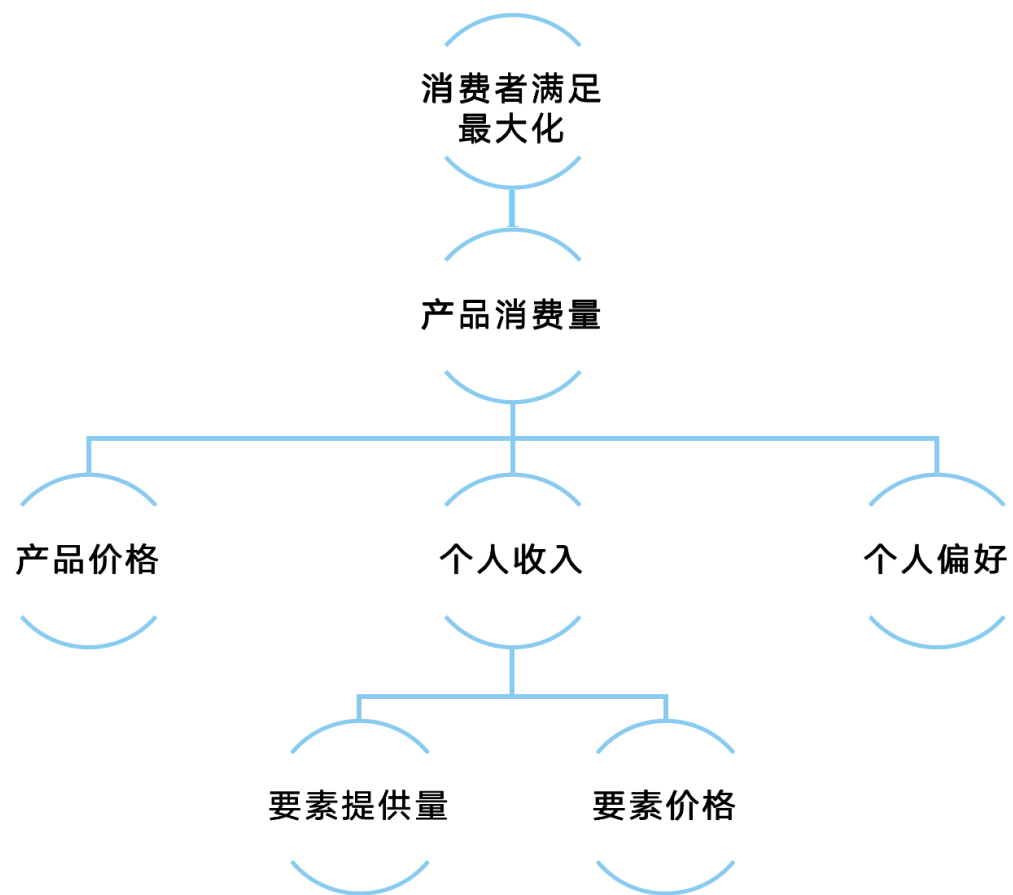 消费者满足
最大化
产品消费量
产品价格
个人收入
个人偏好
要素提供量
要素价格